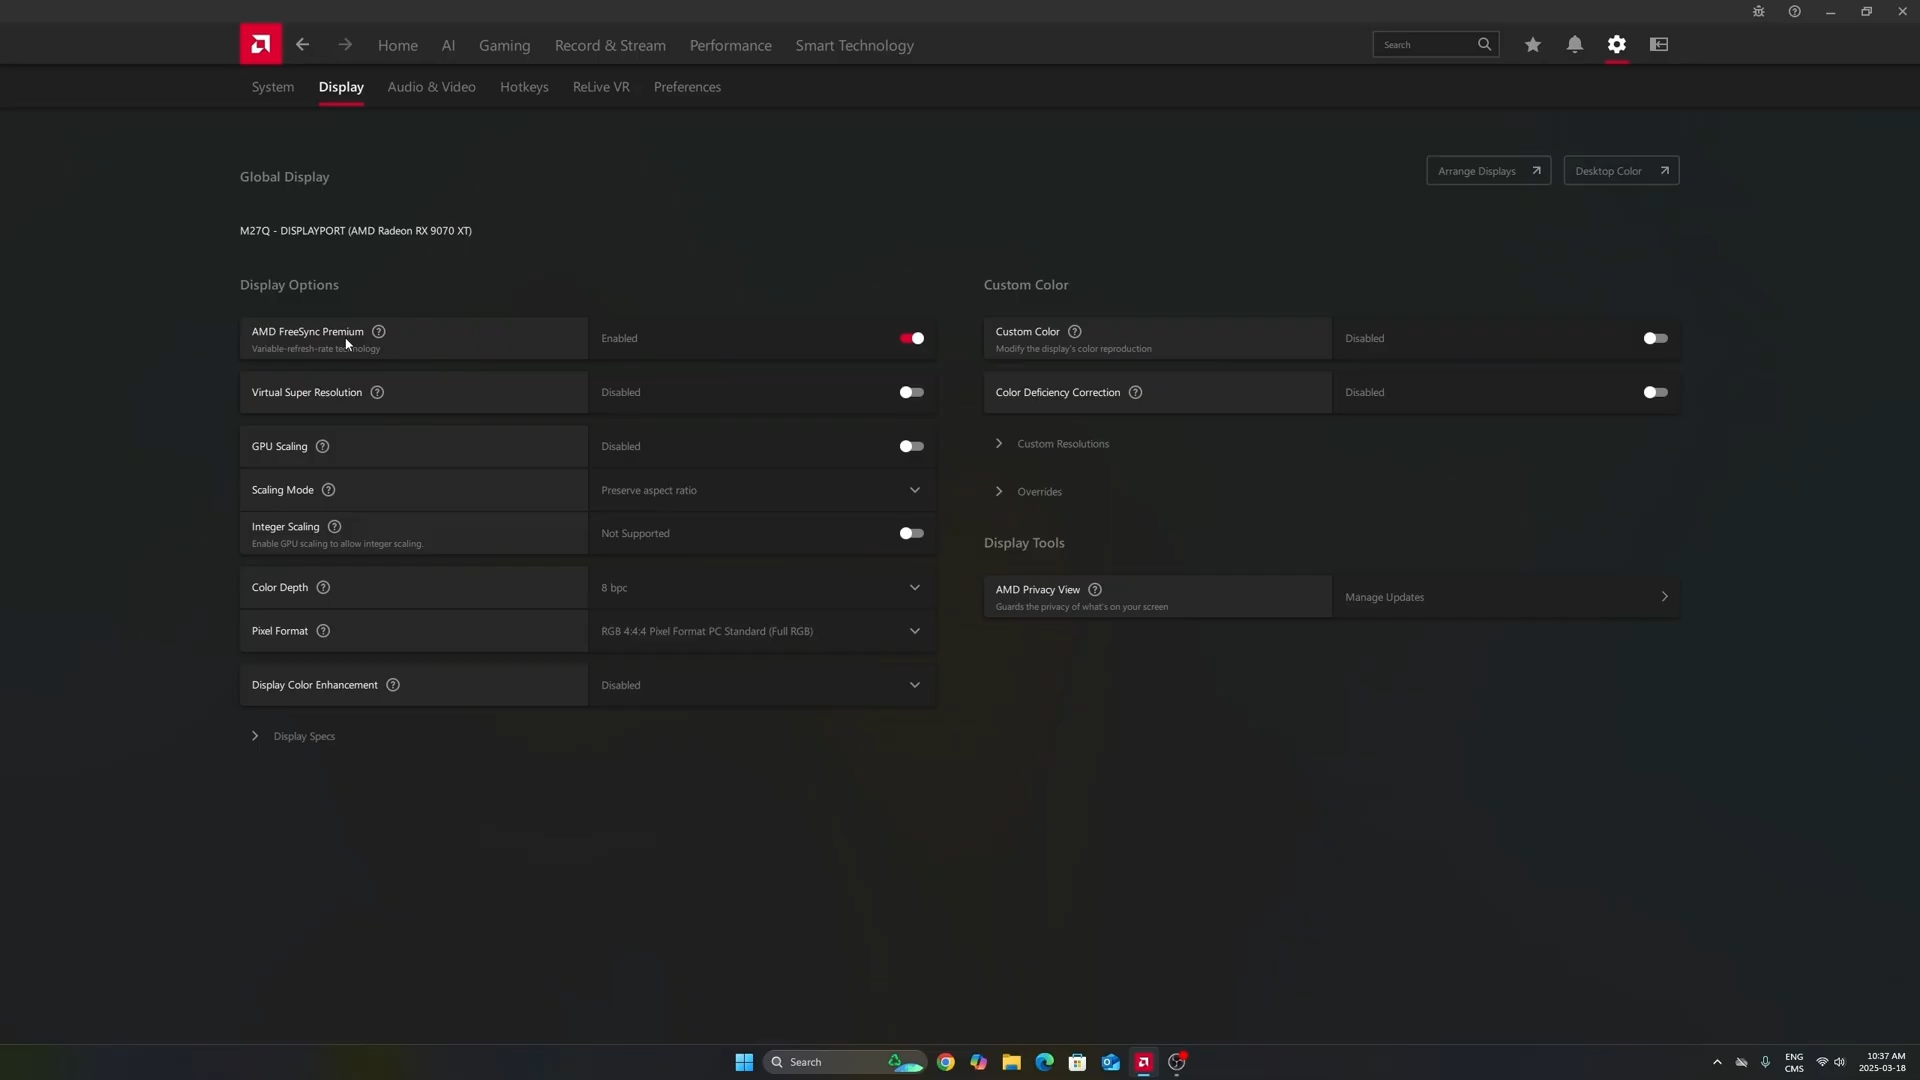 Home
AI
Gaming
Record & Stream
Performance
Smart Technology
Search
System
Display
Audio & Video
Hotkeys
ReLive VR
Preferences
Global Display
Arrange Displays
Desktop Color
M27Q - DISPLAYPORT (AMD Radeon RX 9070 XT)
Display Options
AMD FreeSync Premium
Variable-refresh-rate technology
Enabled
Virtual Super Resolution
Disabled
GPU Scaling
Disabled
Scaling Mode
Preserve aspect ratio
Integer Scaling
Enable GPU scaling to allow integer scaling.
Not Supported
Color Depth
8 bpc
Pixel Format
RGB 4:4:4 Pixel Format PC Standard (Full RGB)
Display Color Enhancement
Disabled
Display Specs
Custom Color
Custom Color
Modify the display's color reproduction
Disabled
Color Deficiency Correction
Disabled
Custom Resolutions
Overrides
Display Tools
AMD Privacy View
Guards the privacy of what's on your screen
Manage Updates
Search
ENG
CMS
10:37 AM
2025-03-18